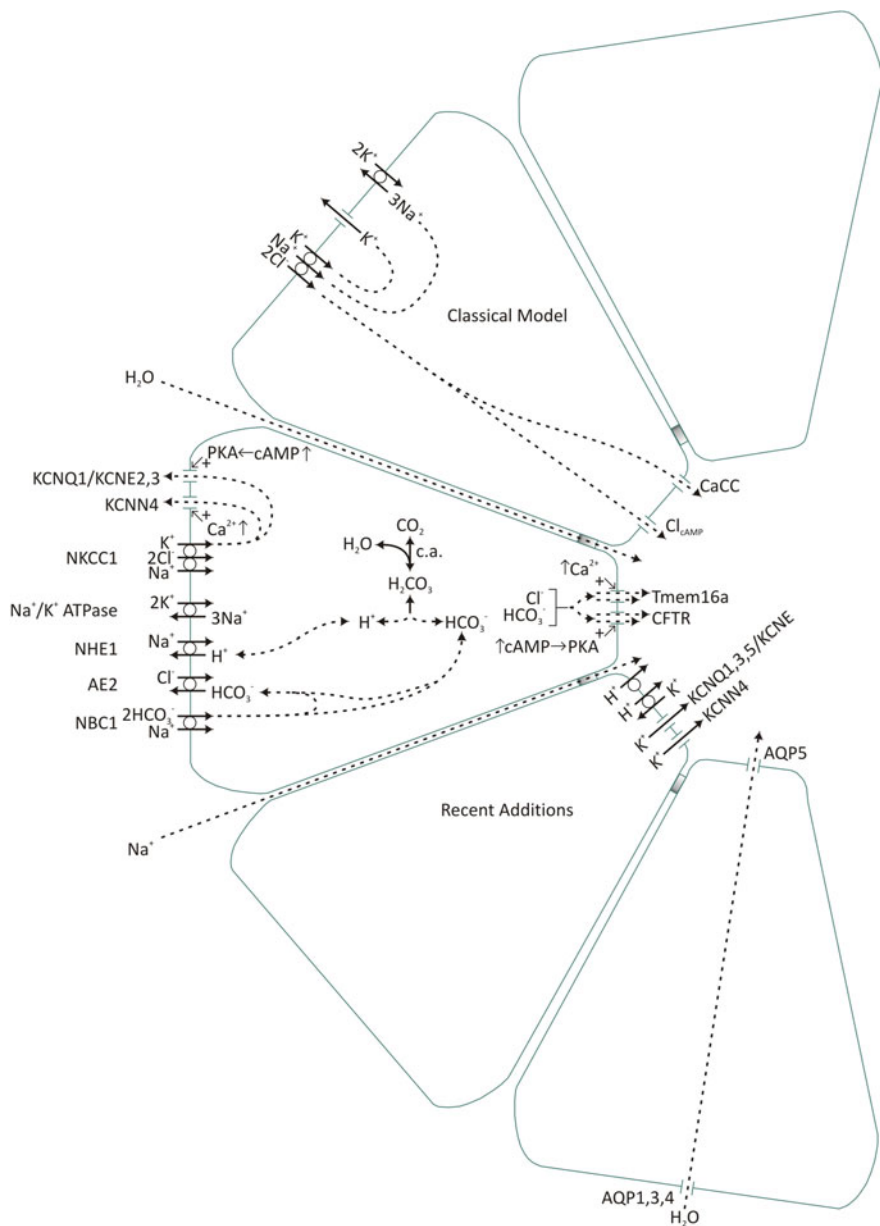 2K⁺
3Na⁺
K⁺
K⁺
Na⁺
2Cl⁻
Classical Model
H₂O
CaCC
Cl_cAMP
PKA←cAMP↑
+
KCNQ1/KCNE2,3
KCNN4
+
Ca²⁺↑
K⁺
NKCC1
2Cl⁻
Na⁺
CO₂
H₂O
c.a.
H₂CO₃
H⁺
HCO₃⁻
Na⁺/K⁺ ATPase
2K⁺
3Na⁺
NHE1
Na⁺
H⁺
AE2
Cl⁻
HCO₃⁻
NBC1
2HCO₃⁻
Na⁺
↑Ca²⁺
+
Cl⁻
HCO₃⁻
Tmem16a
CFTR
+
↑cAMP→PKA
H⁺
H⁺
K⁺
K⁺
KCNQ1,3,5/KCNE
K⁺
KCNN4
Na⁺
Recent Additions
AQP5
AQP1,3,4
H₂O